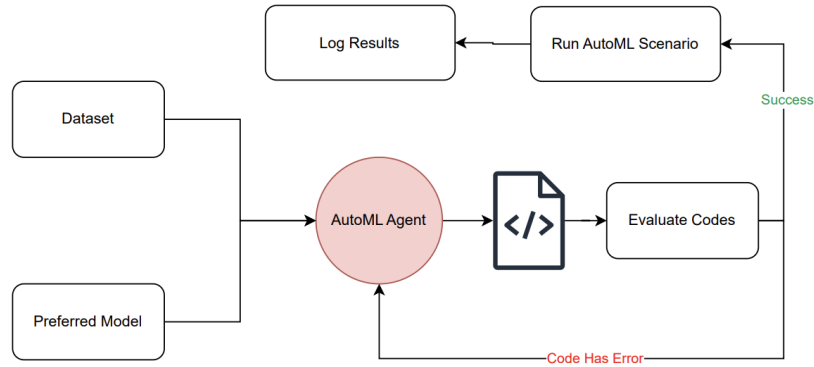 Log Results
Run AutoML Scenario
Success
Dataset
AutoML Agent
</>
Evaluate Codes
Preferred Model
Code Has Error